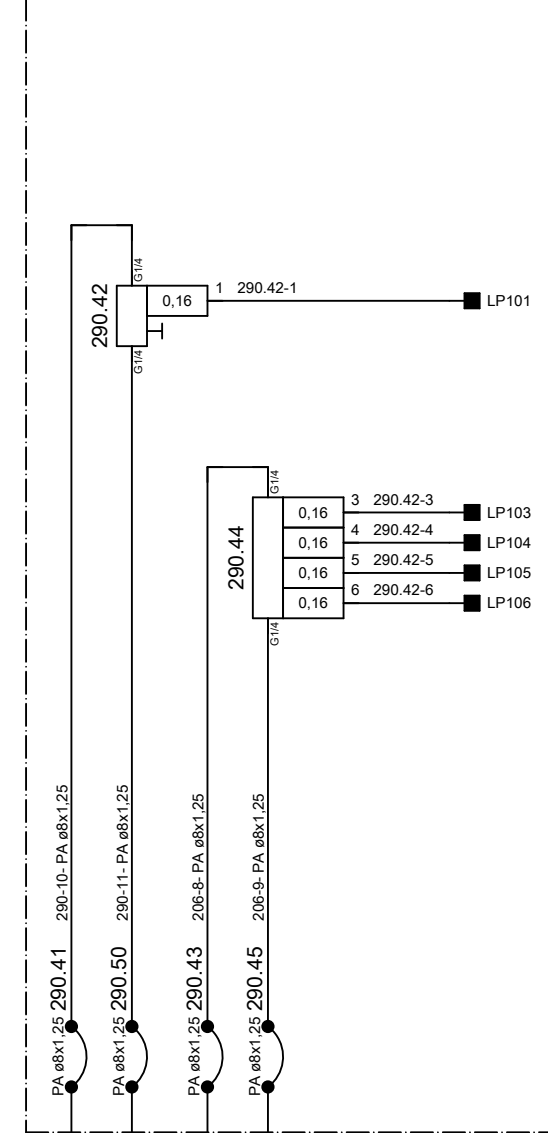 G1/4
290.42
0,16
1 290.42-1
LP101
G1/4
G1/4
290.44
0,16
3 290.42-3
LP103
0,16
4 290.42-4
LP104
0,16
5 290.42-5
LP105
0,16
6 290.42-6
LP106
G1/4
290-10- PA ø8x1,25
290-11- PA ø8x1,25
206-8- PA ø8x1,25
206-9- PA ø8x1,25
290.41
290.50
290.43
290.45
PA ø8x1,25
PA ø8x1,25
PA ø8x1,25
PA ø8x1,25